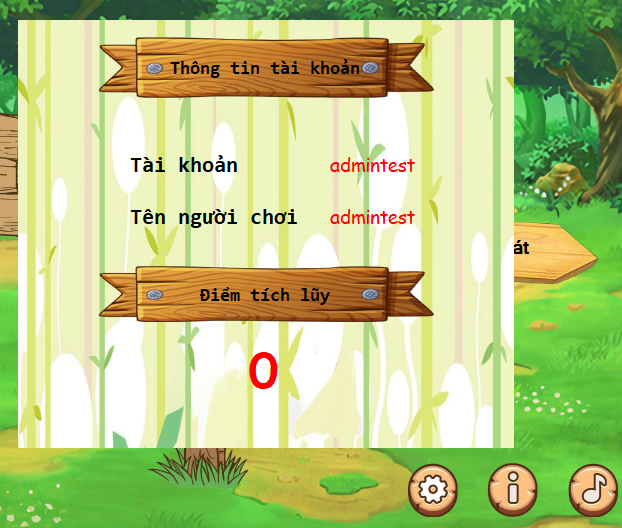 Thông tin tài khoản
Tài khoản admintest
Tên người chơi admintest
át
Điểm tích lũy
0